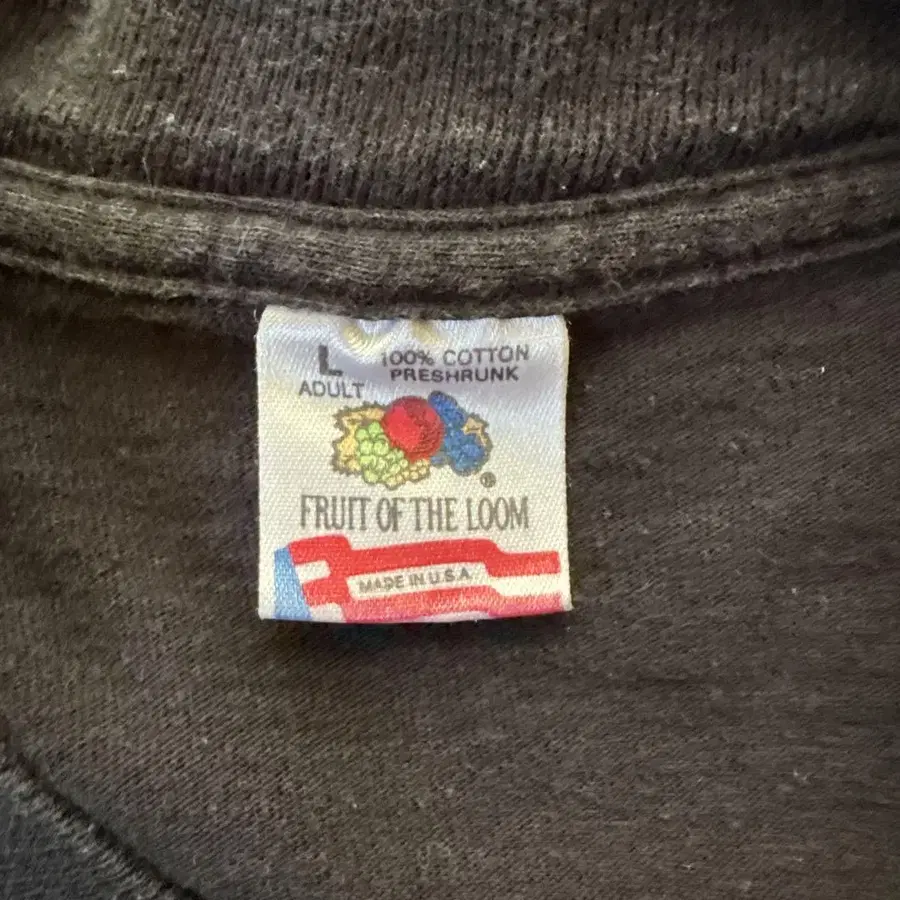 L 100% COTTON
ADULT PRESHRUNK
®
FRUIT OF THE LOOM
MADE IN U.S.A.